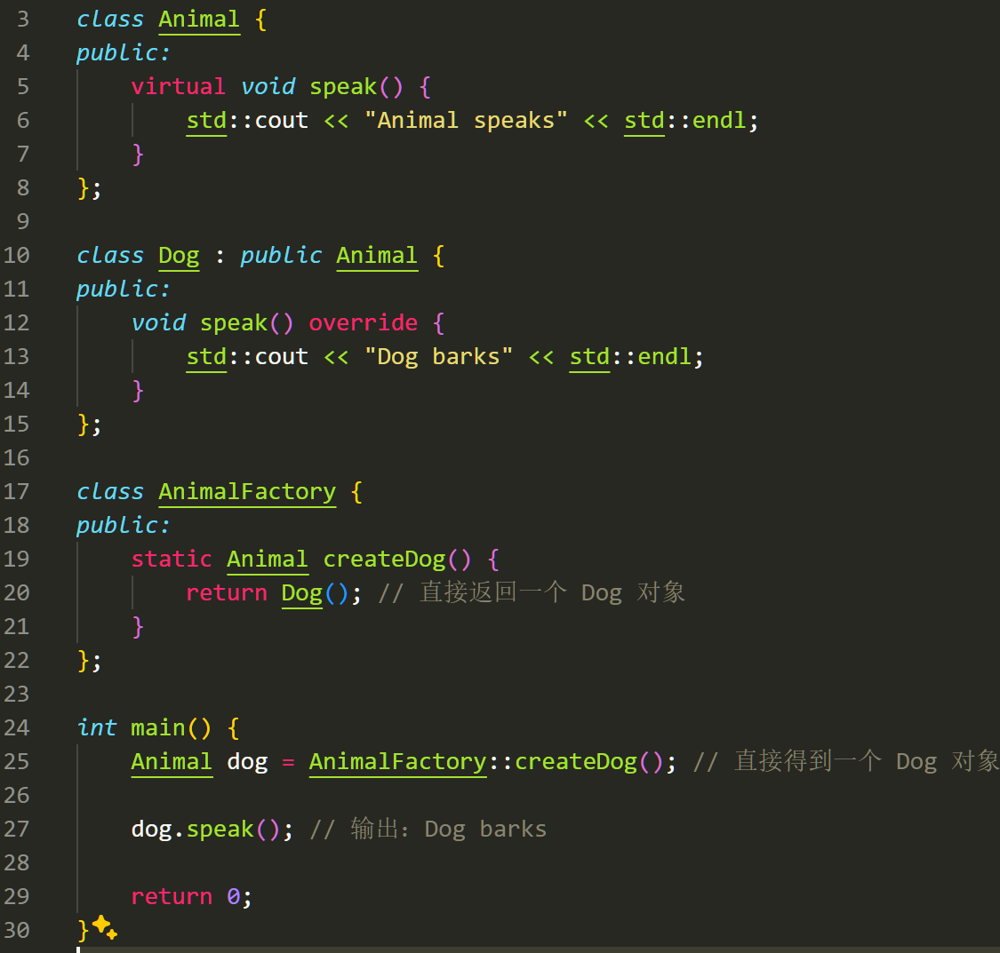 3 class Animal {
4 public:
5 virtual void speak() {
6 std::cout << "Animal speaks" << std::endl;
7 }
8 };
9
10 class Dog : public Animal {
11 public:
12 void speak() override {
13 std::cout << "Dog barks" << std::endl;
14 }
15 };
16
17 class AnimalFactory {
18 public:
19 static Animal createDog() {
20 return Dog(); // 直接返回一个 Dog 对象
21 }
22 };
23
24 int main() {
25 Animal dog = AnimalFactory::createDog(); // 直接得到一个 Dog 对象
26
27 dog.speak(); // 输出：Dog barks
28
29 return 0;
30 }